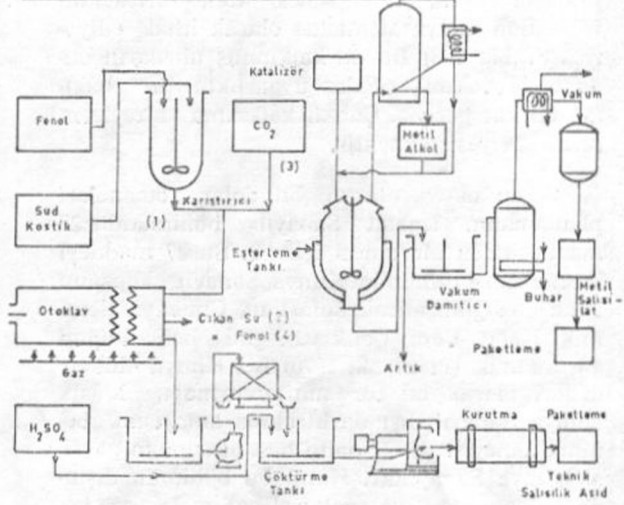 Katalizör
Vakum
Fenol
CO2
Metil
Alkol
(3)
Sud
Kostik
(1)
Karıstırıcı
Esterleme
Tankı
Vakum
Damıtıcı
Buhar
Metil
Salisi-
lat.
Otoklav
Çıkan Su (2)
Fenol (4)
Paketleme
Gaz
Artık
H2SO4
Çöktürme
Tankı
Kurutma
Paketleme
Teknik
Salisilik Asid